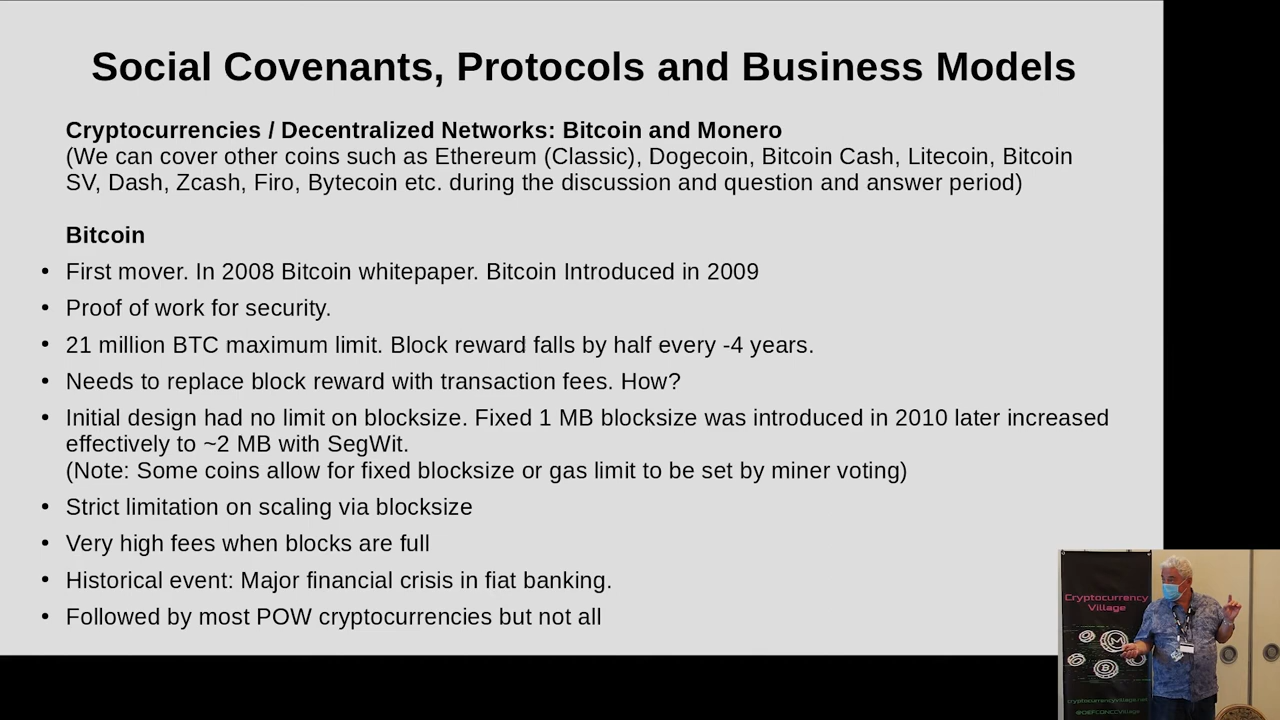 Social Covenants, Protocols and Business Models
Cryptocurrencies / Decentralized Networks: Bitcoin and Monero
(We can cover other coins such as Ethereum (Classic), Dogecoin, Bitcoin Cash, Litecoin, Bitcoin
SV, Dash, Zcash, Firo, Bytecoin etc. during the discussion and question and answer period)
Bitcoin
• First mover. In 2008 Bitcoin whitepaper. Bitcoin Introduced in 2009
• Proof of work for security.
• 21 million BTC maximum limit. Block reward falls by half every -4 years.
• Needs to replace block reward with transaction fees. How?
• Initial design had no limit on blocksize. Fixed 1 MB blocksize was introduced in 2010 later increased
effectively to ~2 MB with SegWit.
(Note: Some coins allow for fixed blocksize or gas limit to be set by miner voting)
• Strict limitation on scaling via blocksize
• Very high fees when blocks are full
• Historical event: Major financial crisis in fiat banking.
• Followed by most POW cryptocurrencies but not all
Cryptocurrency
Village
cryptocurrencyvillage.net
@DEFCONCCVillage